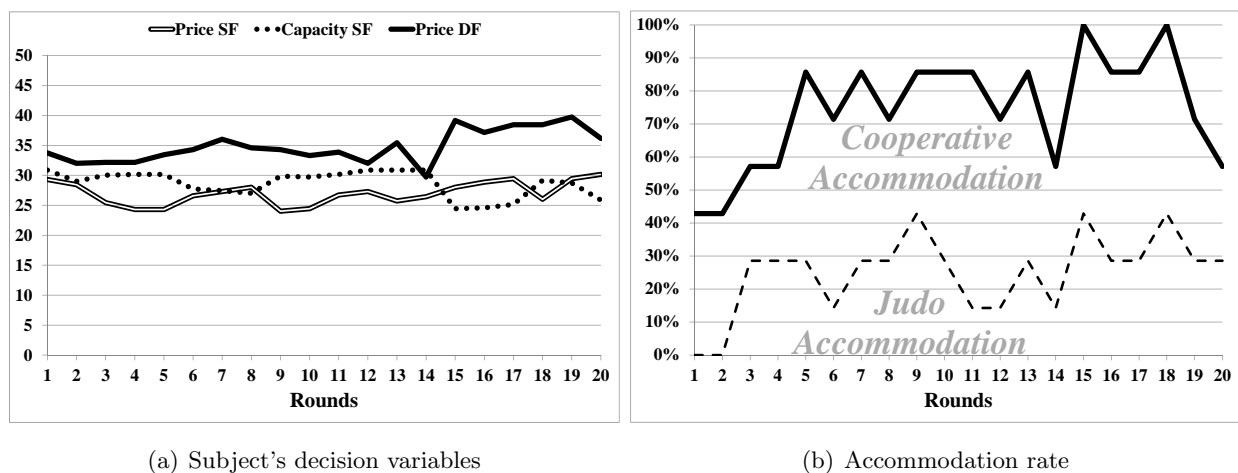 Price SF Capacity SF Price DF
50
45
40
35
30
25
20
15
10
5
0
1 2 3 4 5 6 7 8 9 10 11 12 13 14 15 16 17 18 19 20
Rounds
(a) Subject's decision variables
100%
90%
80%
70%
60%
50%
40%
30%
20%
10%
0%
Cooperative
Accommodation
Judo
Accommodation
1 2 3 4 5 6 7 8 9 10 11 12 13 14 15 16 17 18 19 20
Rounds
(b) Accommodation rate